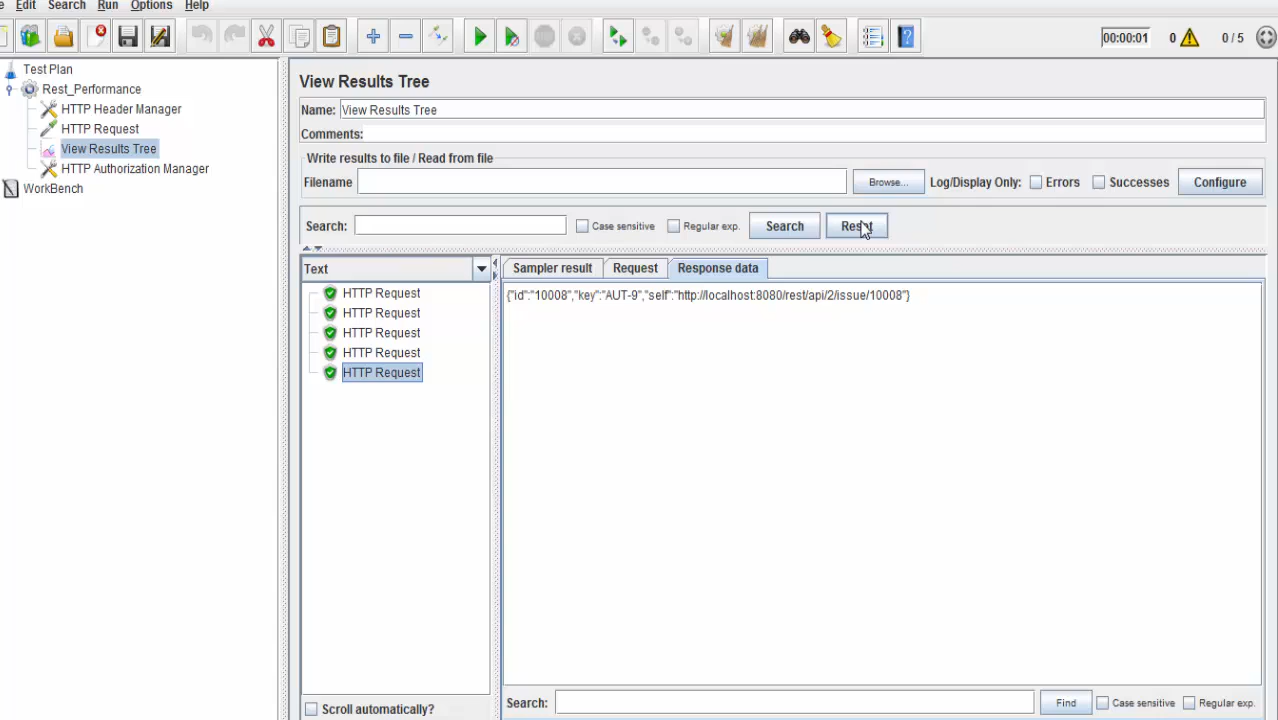 Edit Search Run Options Help
00:00:01 0 0 / 5
Test Plan
Rest_Performance
HTTP Header Manager
HTTP Request
View Results Tree
HTTP Authorization Manager
WorkBench
View Results Tree
Name: View Results Tree
Comments:
Write results to file / Read from file
Filename Browse... Log/Display Only: Errors Successes Configure
Search: Case sensitive Regular exp. Search Reset
Text
HTTP Request
HTTP Request
HTTP Request
HTTP Request
HTTP Request
Scroll automatically?
Sampler result Request Response data
{"id":"10008","key":"AUT-9","self":"http://localhost:8080/rest/api/2/issue/10008"}
Search: Find Case sensitive Regular exp.